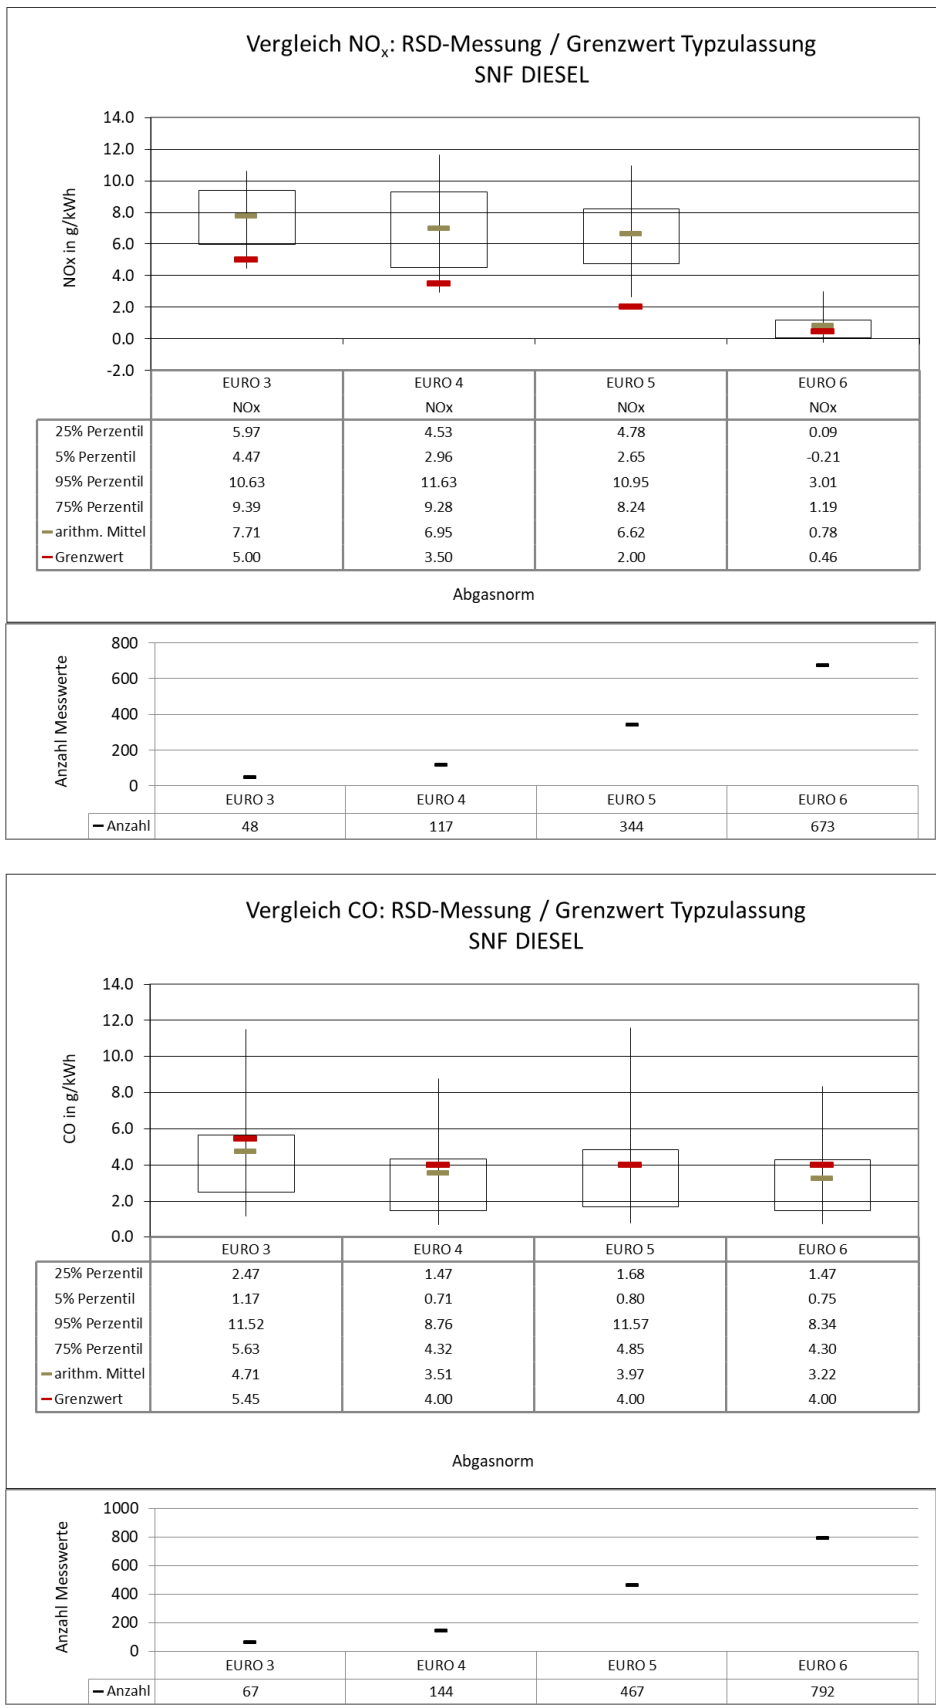 Vergleich NOx: RSD-Messung / Grenzwert Typzulassung
SNF DIESEL
NOx in g/kWh
14.0
12.0
10.0
8.0
6.0
4.0
2.0
0.0
-2.0
EURO 3 EURO 4 EURO 5 EURO 6
NOx NOx NOx NOx
25% Perzentil 5.97 4.53 4.78 0.09
5% Perzentil 4.47 2.96 2.65 -0.21
95% Perzentil 10.63 11.63 10.95 3.01
75% Perzentil 9.39 9.28 8.24 1.19
arithm. Mittel 7.71 6.95 6.62 0.78
Grenzwert 5.00 3.50 2.00 0.46
Abgasnorm
Anzahl Messwerte
800
600
400
200
0
EURO 3 EURO 4 EURO 5 EURO 6
Anzahl 48 117 344 673
Vergleich CO: RSD-Messung / Grenzwert Typzulassung
SNF DIESEL
CO in g/kWh
14.0
12.0
10.0
8.0
6.0
4.0
2.0
0.0
EURO 3 EURO 4 EURO 5 EURO 6
25% Perzentil 2.47 1.47 1.68 1.47
5% Perzentil 1.17 0.71 0.80 0.75
95% Perzentil 11.52 8.76 11.57 8.34
75% Perzentil 5.63 4.32 4.85 4.30
arithm. Mittel 4.71 3.51 3.97 3.22
Grenzwert 5.45 4.00 4.00 4.00
Abgasnorm
Anzahl Messwerte
1000
800
600
400
200
0
EURO 3 EURO 4 EURO 5 EURO 6
Anzahl 67 144 467 792